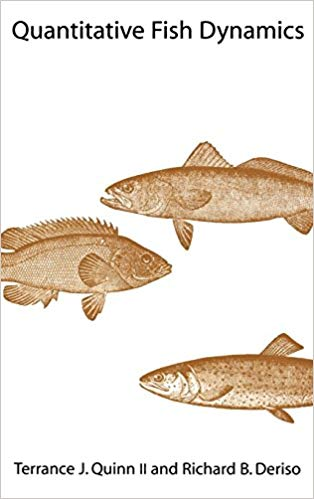 Quantitative Fish Dynamics
Terrance J. Quinn II and Richard B. Deriso